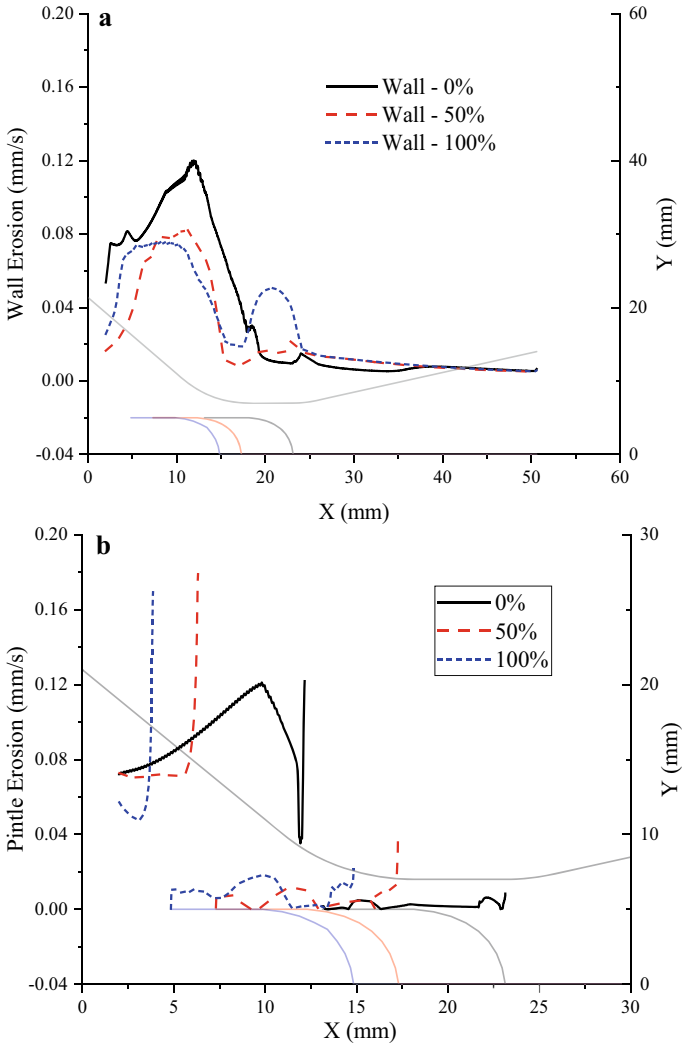 a
0.20
0.16
0.12
0.08
0.04
0.00
-0.04
Wall Erosion (mm/s)
Wall - 0%
Wall - 50%
Wall - 100%
60
40
20
0
Y (mm)
0 10 20 30 40 50 60
X (mm)
b
0.20
0.16
0.12
0.08
0.04
0.00
-0.04
Pintle Erosion (mm/s)
0%
50%
100%
30
20
10
0
Y (mm)
0 5 10 15 20 25 30
X (mm)